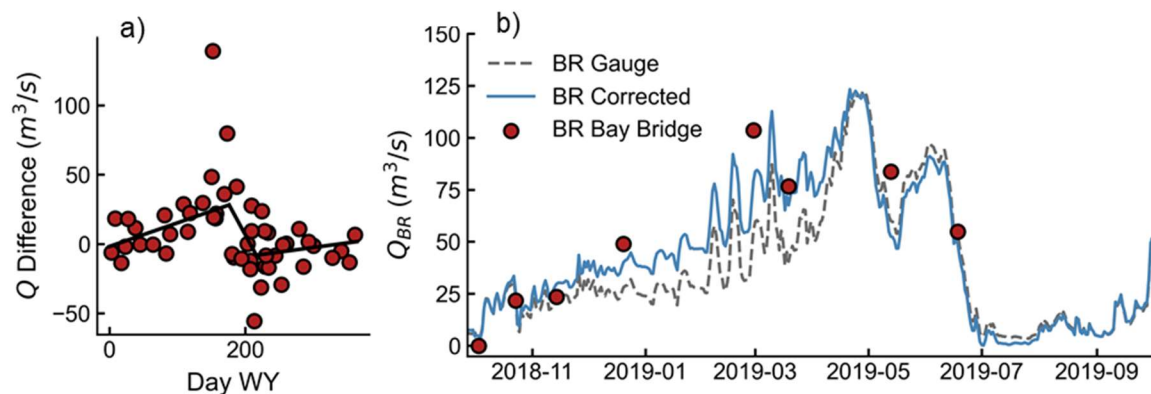 a)
Q Difference (m³/s)
100
50
0
−50
0
200
Day WY
b)
Q_BR (m³/s)
150
125
100
75
50
25
0
BR Gauge
BR Corrected
BR Bay Bridge
2018-11
2019-01
2019-03
2019-05
2019-07
2019-09